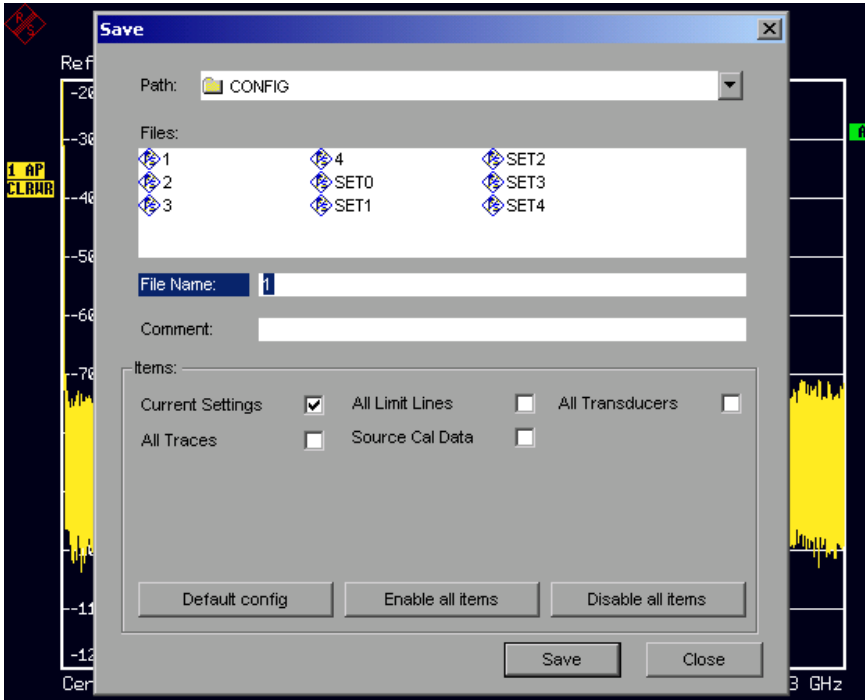 Save
R S
Ref
Path: CONFIG
-20
Files:
-30
1 4 SET2
1 AP
2 SET0 SET3
CLRWR
-40
3 SET1 SET4
-50
File Name: 1
-60
Comment:
-70
Items:
Current Settings All Limit Lines All Transducers
All Traces Source Cal Data
Default config Enable all items Disable all items
-11
-12
Save Close
Cen
3 GHz